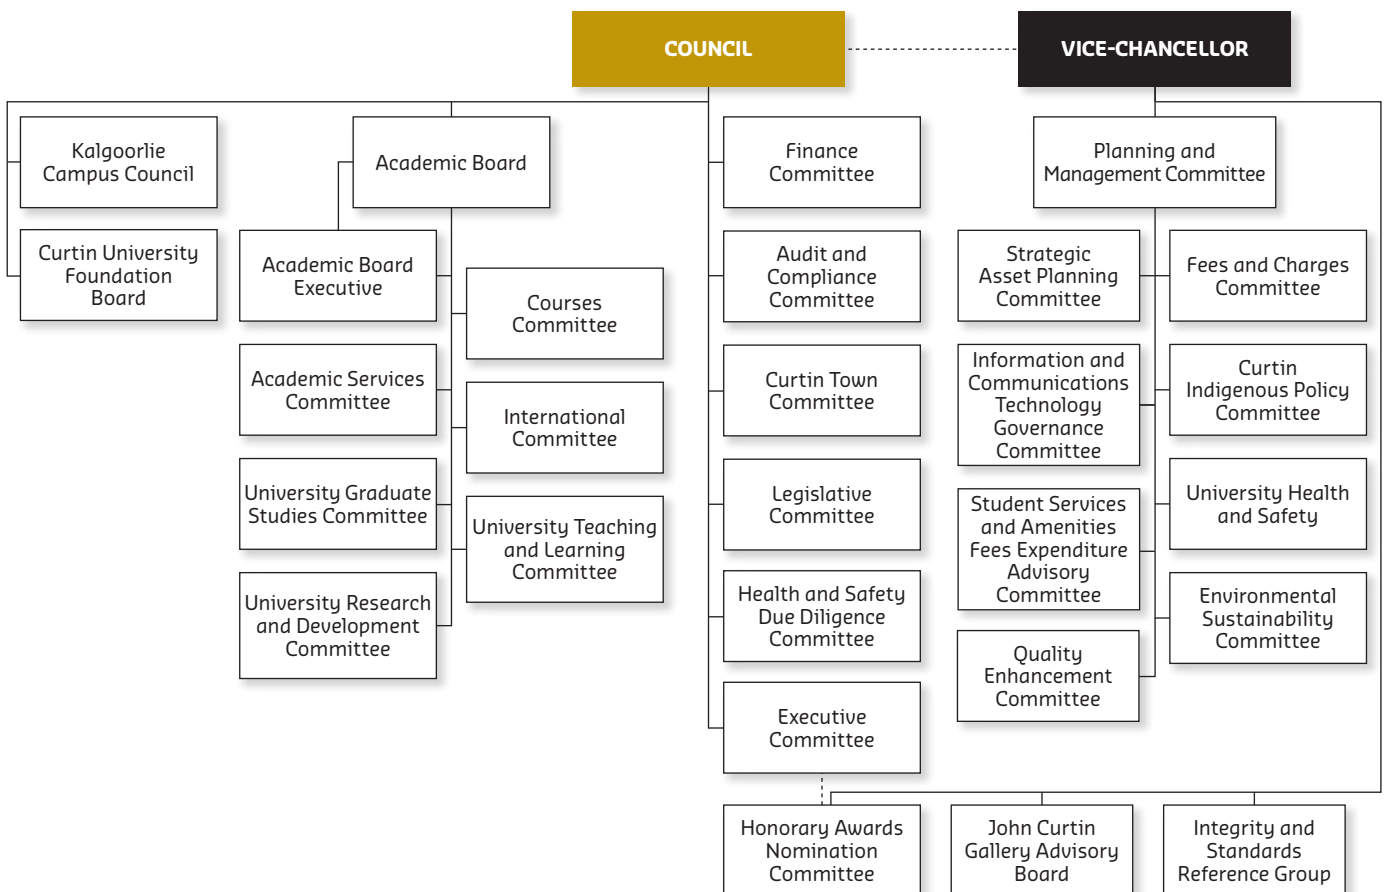 COUNCIL
VICE-CHANCELLOR
Kalgoorlie
Campus Council
Academic Board
Finance
Committee
Planning and
Management Committee
Curtin University
Foundation
Board
Academic Board
Executive
Courses
Committee
Audit and
Compliance
Committee
Strategic
Asset Planning
Committee
Fees and Charges
Committee
Academic Services
Committee
International
Committee
Curtin Town
Committee
Information and
Communications
Technology
Governance
Committee
Curtin
Indigenous Policy
Committee
University Graduate
Studies Committee
University Teaching
and Learning
Committee
Legislative
Committee
Student Services
and Amenities
Fees Expenditure
Advisory
Committee
University Health
and Safety
University Research
and Development
Committee
Health and Safety
Due Diligence
Committee
Environmental
Sustainability
Committee
Quality
Enhancement
Committee
Executive
Committee
Honorary Awards
Nomination
Committee
John Curtin
Gallery Advisory
Board
Integrity and
Standards
Reference Group